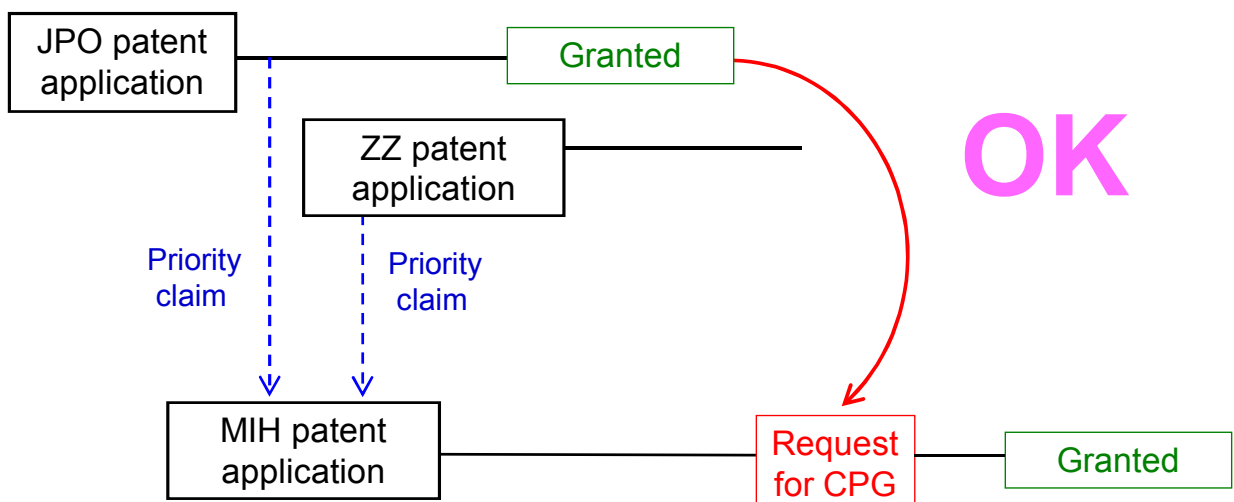 JPO patent
application
Granted
ZZ patent
application
OK
Priority
claim
Priority
claim
MIH patent
application
Request
for CPG
Granted